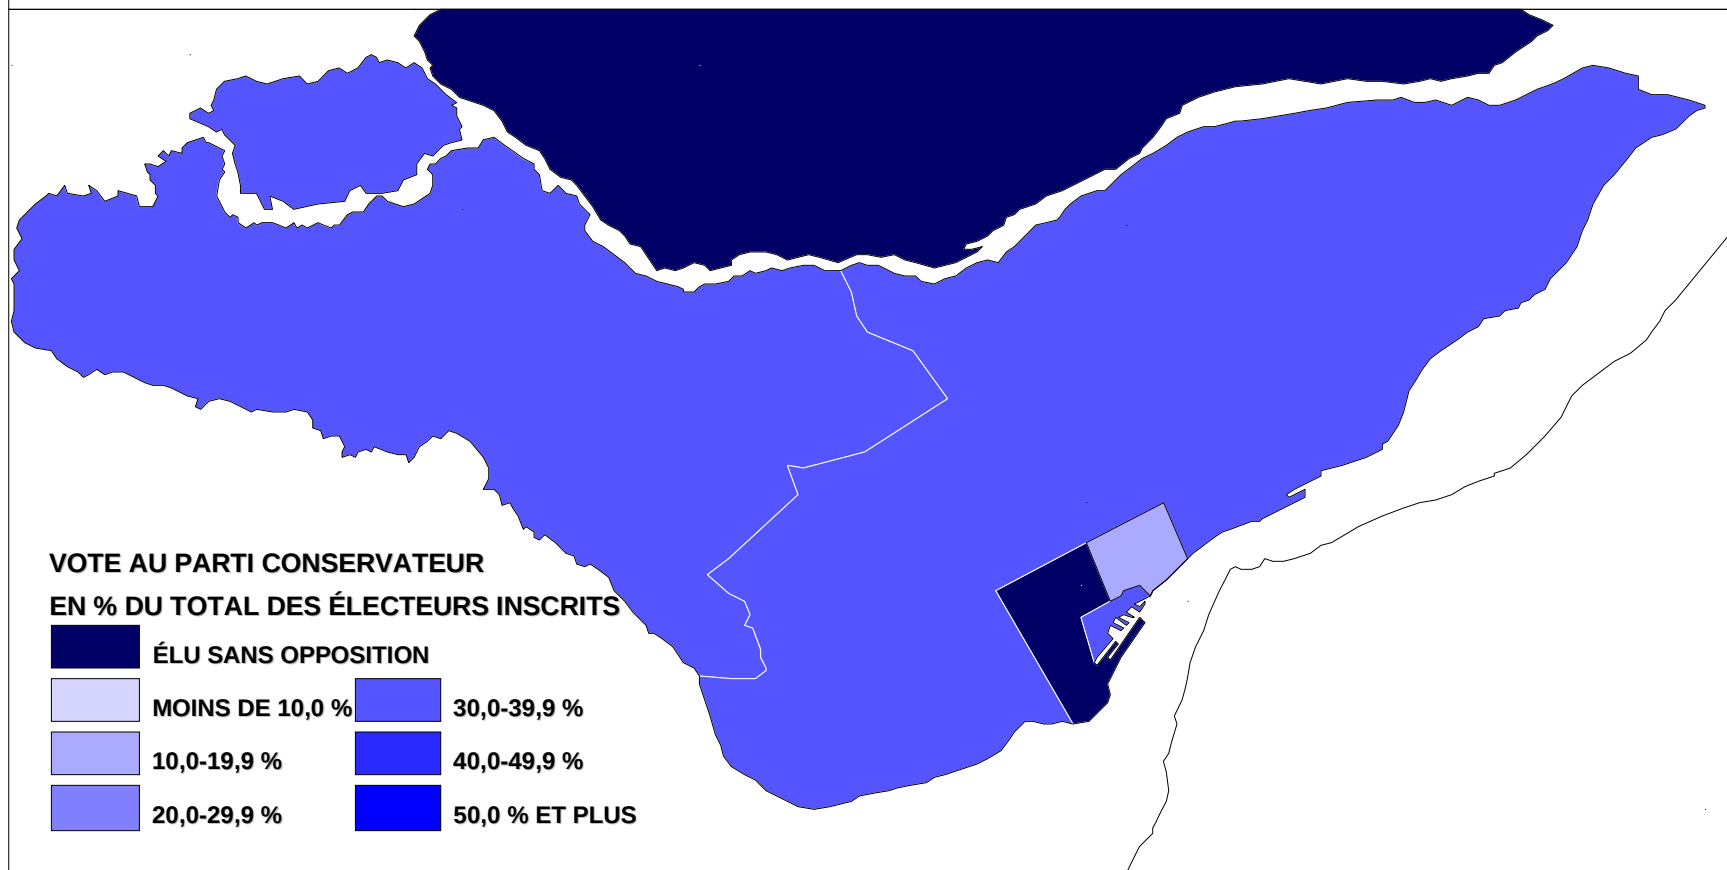 VOTE AU PARTI CONSERVATEUR
EN % DU TOTAL DES ÉLECTEURS INSCRITS
ÉLU SANS OPPOSITION
MOINS DE 10,0 %
30,0-39,9 %
10,0-19,9 %
40,0-49,9 %
20,0-29,9 %
50,0 % ET PLUS